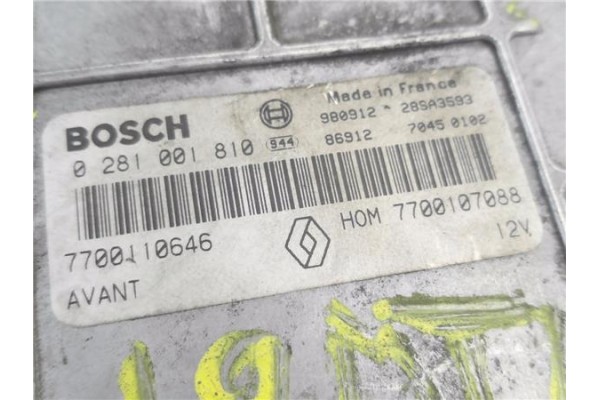 BOSCH
Made in France
980912 - 28SA3593
0 281 001 810 944
86912 7045 0102
7700110646
HOM 7700107088
AVANT
12V